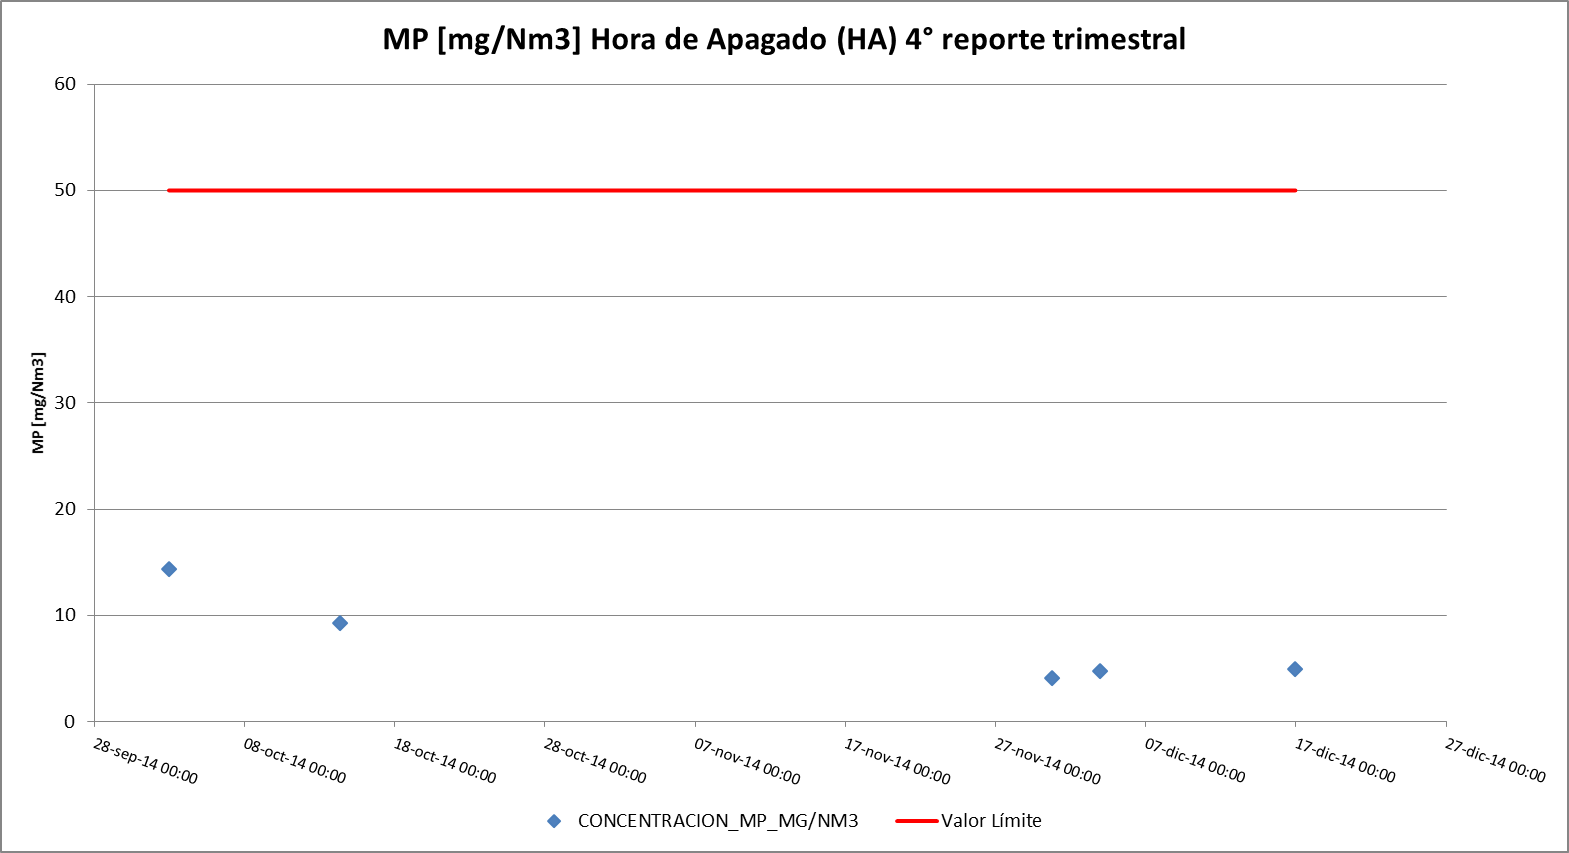 MP [mg/Nm3] Hora de Apagado (HA) 4° reporte trimestral
60
50
40
30
20
10
0
MP [mg/Nm3]
28-sep-14 00:00
08-oct-14 00:00
18-oct-14 00:00
28-oct-14 00:00
07-nov-14 00:00
17-nov-14 00:00
27-nov-14 00:00
07-dic-14 00:00
17-dic-14 00:00
27-dic-14 00:00
CONCENTRACION_MP_MG/NM3
Valor Límite